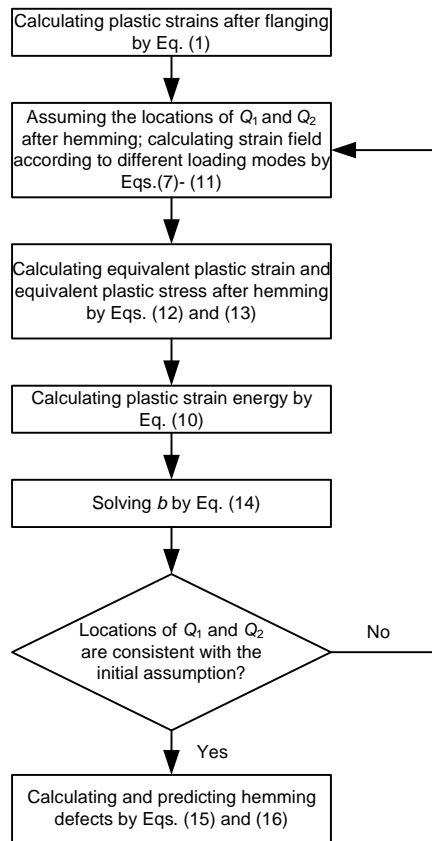 Calculating plastic strains after flanging
by Eq. (1)
Assuming the locations of Q1 and Q2
after hemming; calculating strain field
according to different loading modes by
Eqs.(7)- (11)
Calculating equivalent plastic strain and
equivalent plastic stress after hemming
by Eqs. (12) and (13)
Calculating plastic strain energy by
Eq. (10)
Solving b by Eq. (14)
Locations of Q1 and Q2
are consistent with the
initial assumption?
No
Yes
Calculating and predicting hemming
defects by Eqs. (15) and (16)